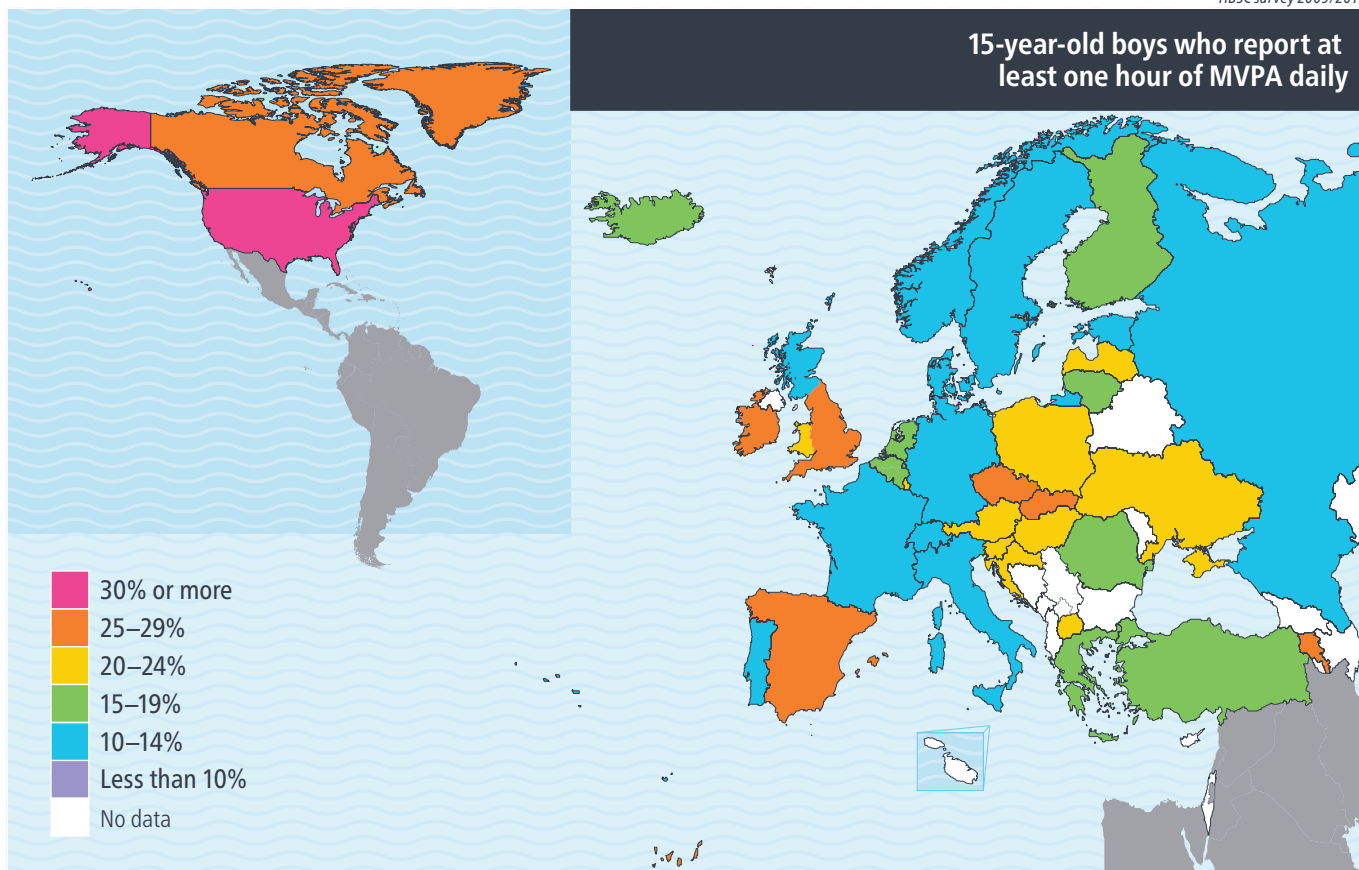 15-year-old boys who report at
least one hour of MVPA daily
30% or more
25–29%
20–24%
15–19%
10–14%
Less than 10%
No data